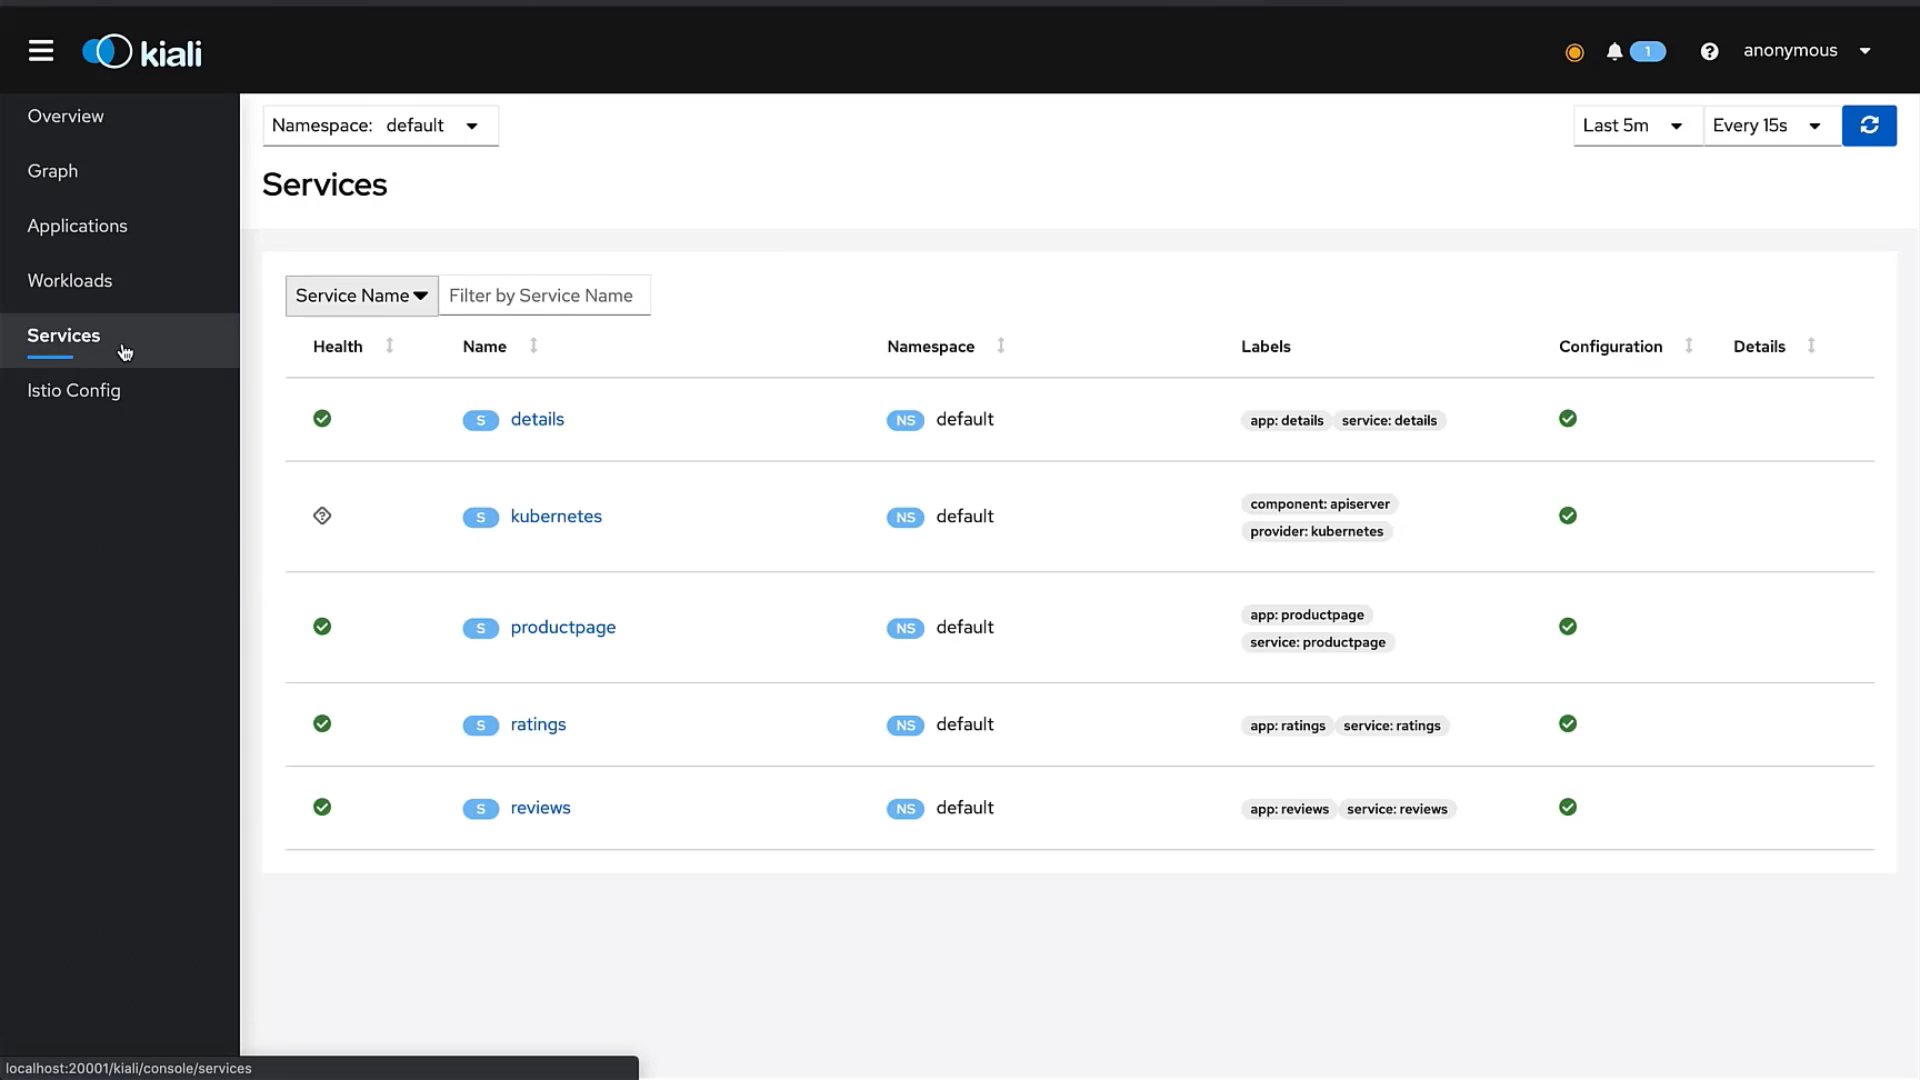 kiali
1
anonymous
Overview
Graph
Applications
Workloads
Services
Istio Config
Namespace: default
Last 5m
Every 15s
Services
Service Name
Filter by Service Name
Health Name Namespace Labels Configuration Details
S details NS default app: details service: details
S kubernetes NS default component: apiserver
provider: kubernetes
S productpage NS default app: productpage
service: productpage
S ratings NS default app: ratings service: ratings
S reviews NS default app: reviews service: reviews
localhost:20001/kiali/console/services